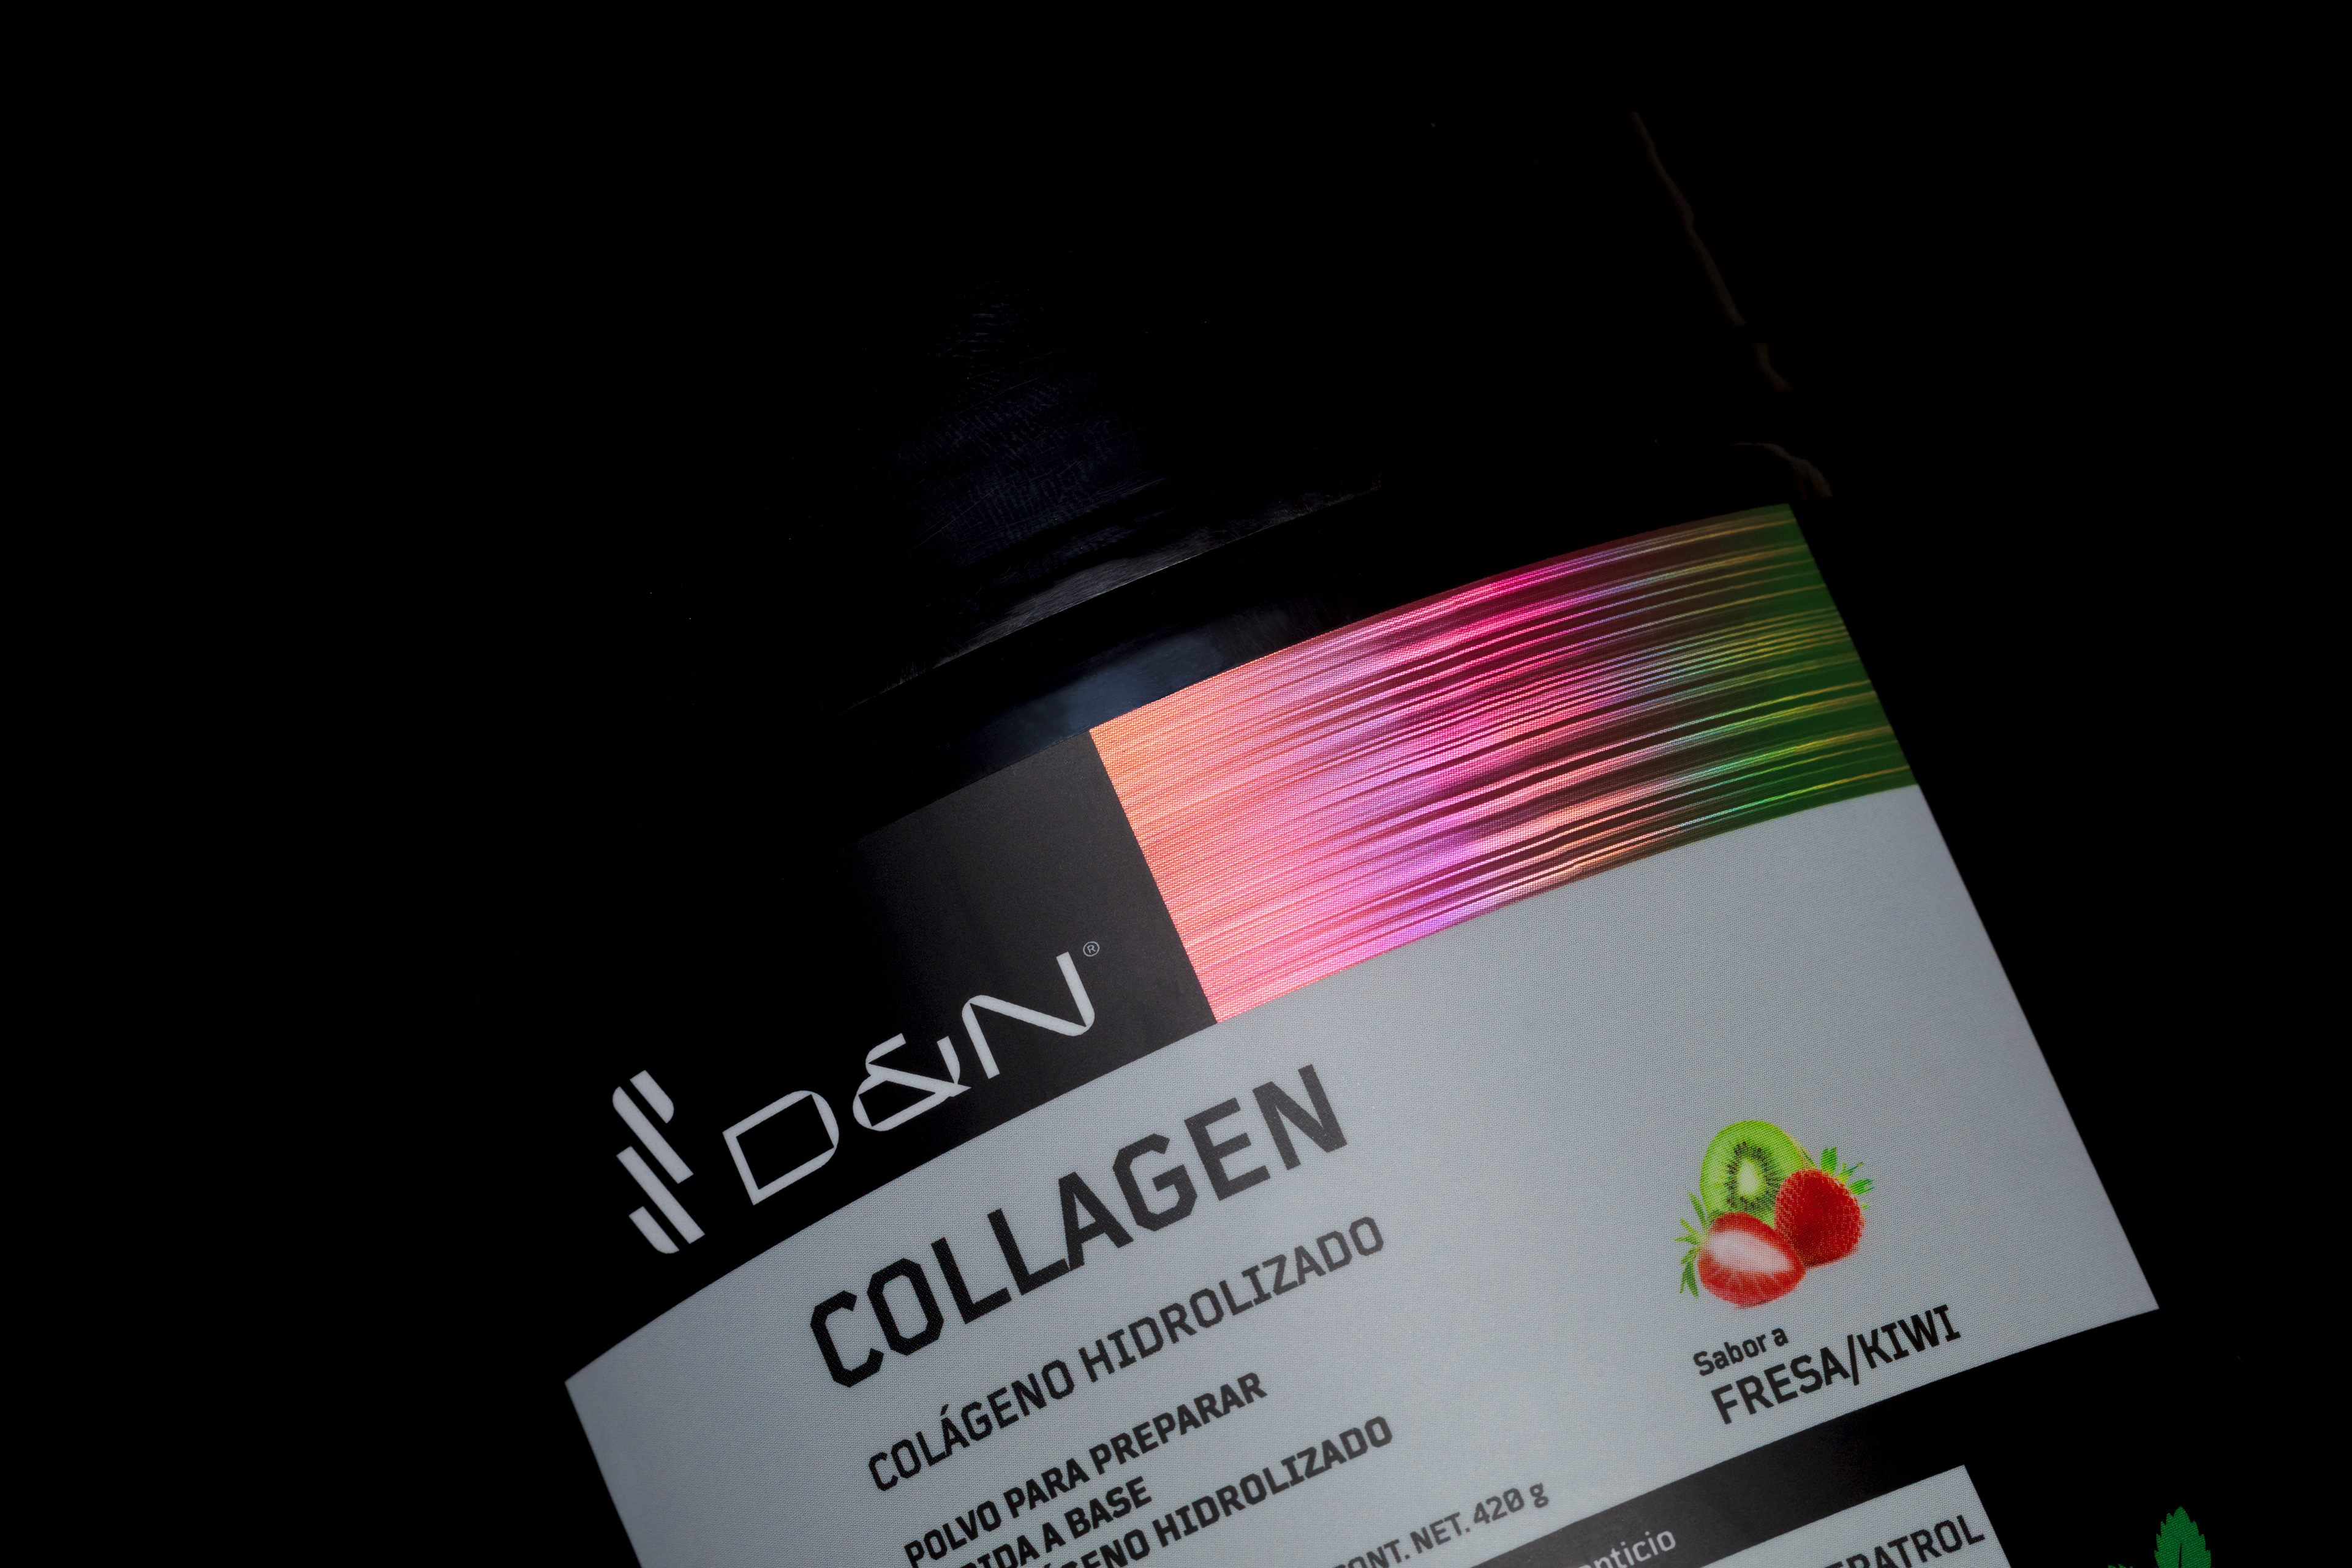 D&N®
COLLAGEN
COLÁGENO HIDROLIZADO
POLVO PARA PREPARAR
A BASE
HIDROLIZADO
CONT. NET. 420 g
Sabor a
FRESA/KIWI